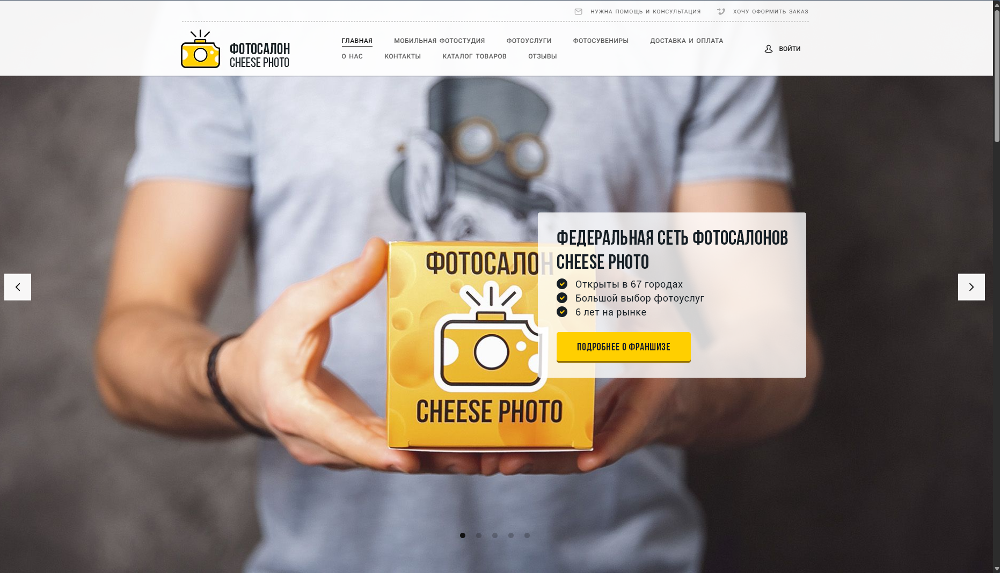 НУЖНА ПОМОЩЬ И КОНСУЛЬТАЦИЯ
ХОЧУ ОФОРМИТЬ ЗАКАЗ
ФОТОСАЛОН
CHEESE PHOTO
ГЛАВНАЯ
МОБИЛЬНАЯ ФОТОСТУДИЯ
ФОТОУСЛУГИ
ФОТОСУВЕНИРЫ
ДОСТАВКА И ОПЛАТА
О НАС
КОНТАКТЫ
КАТАЛОГ ТОВАРОВ
ОТЗЫВЫ
ВОЙТИ
ФОТОСАЛОН
CHEESE PHOTO
ФЕДЕРАЛЬНАЯ СЕТЬ ФОТОСАЛОНОВ
CHEESE PHOTO
Открыты в 67 городах
Большой выбор фотоуслуг
6 лет на рынке
ПОДРОБНЕЕ О ФРАНШИЗЕ